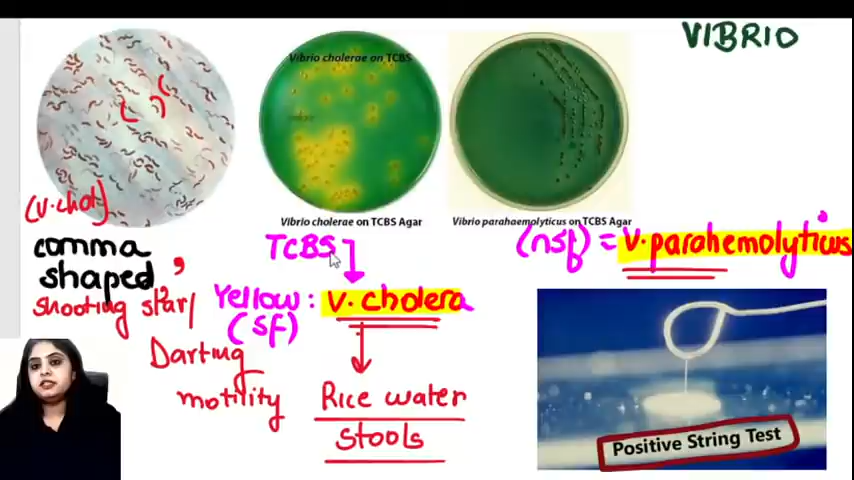 VIBRIO
Vibrio cholerae on TCBS
Vibrio cholerae on TCBS Agar
Vibrio parahaemolyticus on TCBS Agar
(v.chol)
comma
shaped,
shooting star/
Darting
motility
TCBS
Yellow: v. cholera
(sf)
Rice water
stools
(nsf) = v. parahemolyticus
Positive String Test